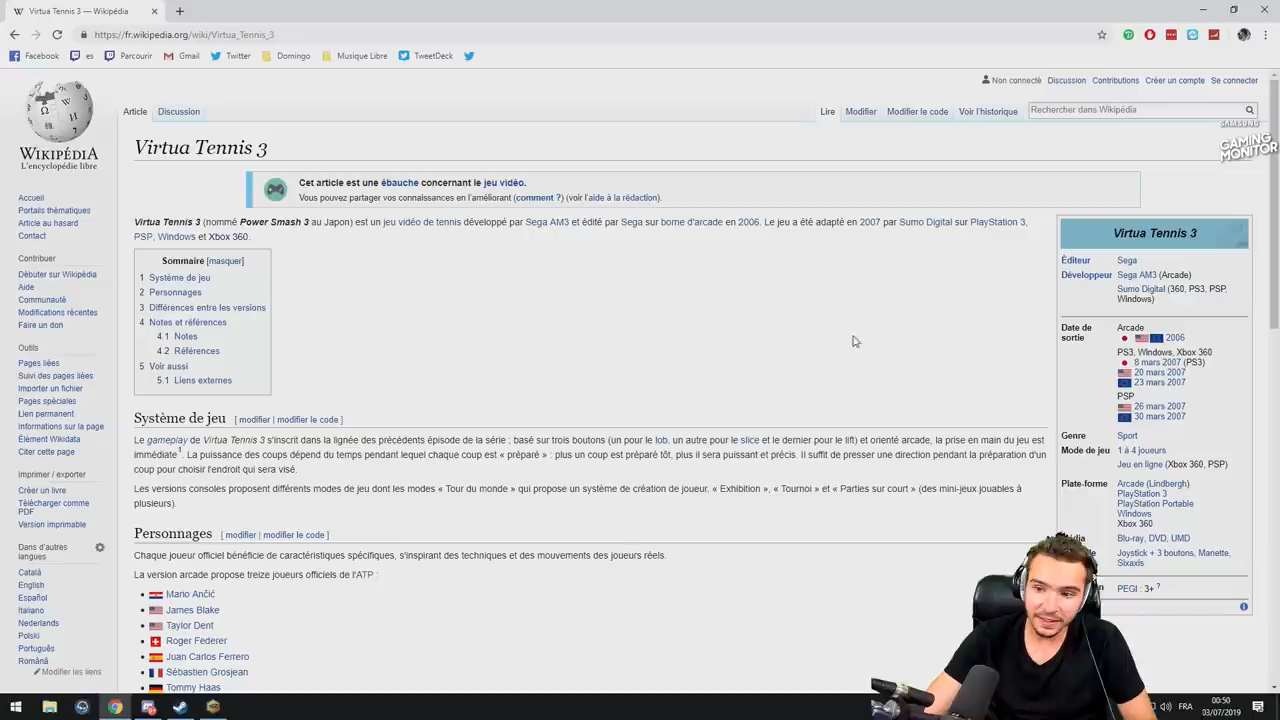 Virtua Tennis 3 — Wikipédia
https://fr.wikipedia.org/wiki/Virtua_Tennis_3
Facebook
es
Parcourir
Gmail
Twitter
Domingo
Musique Libre
TweetDeck
Non connecté Discussion Contributions Créer un compte Se connecter
Article Discussion
Lire Modifier Modifier le code Voir l'historique
Rechercher dans Wikipédia
SAMSUNG
GAMING
MONITOR
WIKIPÉDIA
L'encyclopédie libre
Accueil
Portails thématiques
Article au hasard
Contact
Contribuer
Débuter sur Wikipédia
Aide
Communauté
Modifications récentes
Faire un don
Outils
Pages liées
Suivi des pages liées
Importer un fichier
Pages spéciales
Lien permanent
Informations sur la page
Élément Wikidata
Citer cette page
Imprimer / exporter
Créer un livre
Télécharger comme
PDF
Version imprimable
Dans d'autres
langues
Català
English
Español
Italiano
Nederlands
Polski
Português
Română
Modifier les liens
Virtua Tennis 3
Cet article est une ébauche concernant le jeu vidéo.
Vous pouvez partager vos connaissances en l'améliorant (comment ?) (voir l'aide à la rédaction).
Virtua Tennis 3 (nommé Power Smash 3 au Japon) est un jeu vidéo de tennis développé par Sega AM3 et édité par Sega sur borne d'arcade en 2006. Le jeu a été adapté en 2007 par Sumo Digital sur PlayStation 3,
PSP, Windows et Xbox 360.
Sommaire [masquer]
1 Système de jeu
2 Personnages
3 Différences entre les versions
4 Notes et références
4.1 Notes
4.2 Références
5 Voir aussi
5.1 Liens externes
Système de jeu [ modifier | modifier le code ]
Le gameplay de Virtua Tennis 3 s'inscrit dans la lignée des précédents épisode de la série ; basé sur trois boutons (un pour le lob, un autre pour le slice et le dernier pour le lift) et orienté arcade, la prise en main du jeu est
immédiate1. La puissance des coups dépend du temps pendant lequel chaque coup est « préparé » : plus un coup est préparé tôt, plus il sera puissant et précis. Il suffit de presser une direction pendant la préparation d'un
coup pour choisir l'endroit qui sera visé.
Les versions consoles proposent différents modes de jeu dont les modes « Tour du monde » qui propose un système de création de joueur, « Exhibition », « Tournoi » et « Parties sur court » (des mini-jeux jouables à
plusieurs).
Personnages [ modifier | modifier le code ]
Chaque joueur officiel bénéficie de caractéristiques spécifiques, s'inspirant des techniques et des mouvements des joueurs réels.
La version arcade propose treize joueurs officiels de l'ATP :
Mario Ančić
James Blake
Taylor Dent
Roger Federer
Juan Carlos Ferrero
Sébastien Grosjean
Tommy Haas
Virtua Tennis 3
Éditeur Sega
Développeur Sega AM3 (Arcade)
Sumo Digital (360, PS3, PSP,
Windows)
Date de sortie Arcade
2006
PS3, Windows, Xbox 360
8 mars 2007 (PS3)
20 mars 2007
23 mars 2007
PSP
26 mars 2007
30 mars 2007
Genre Sport
Mode de jeu 1 à 4 joueurs
Jeu en ligne (Xbox 360, PSP)
Plate-forme Arcade (Lindbergh)
PlayStation 3
PlayStation Portable
Windows
Xbox 360
Blu-ray, DVD, UMD
Joystick + 3 boutons, Manette,
Sixaxis
PEGI : 3+ ?
FRA
00:50
03/07/2019